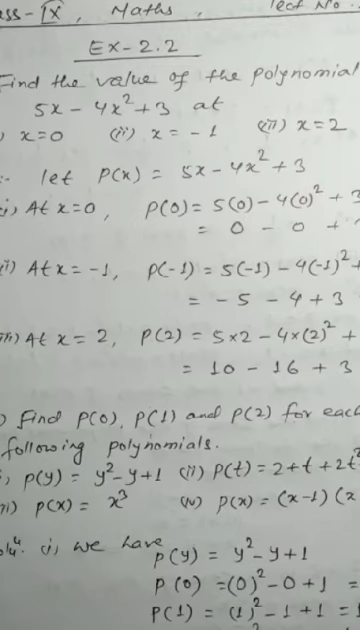 ass-IX, Maths, Lect No.
EX-2.2
Find the value of the polynomial
5x - 4x²+3 at
) x=0 (ii) x = -1 (iii) x=2
:- let P(x) = 5x - 4x²+3
i) At x=0, P(0)= 5(0) - 4(0)² + 3
= 0 - 0 +
ii) At x=-1, P(-1) = 5(-1) - 4(-1)²+
= -5 - 4 + 3
iii) At x = 2, P(2) = 5×2 - 4×(2)² +
= 10 - 16 + 3
) Find P(0), P(1) and P(2) for each
following polynomials.
i, p(y) = y²-y+1 (ii) P(t) = 2+t+2t²
iii) P(x) = x³ (iv) P(x) = (x-1) (x
i, we have
P(y) = y²-y+1
P(0) =(0)²-0+1 =
P(1) = (1)²-1+1 =1